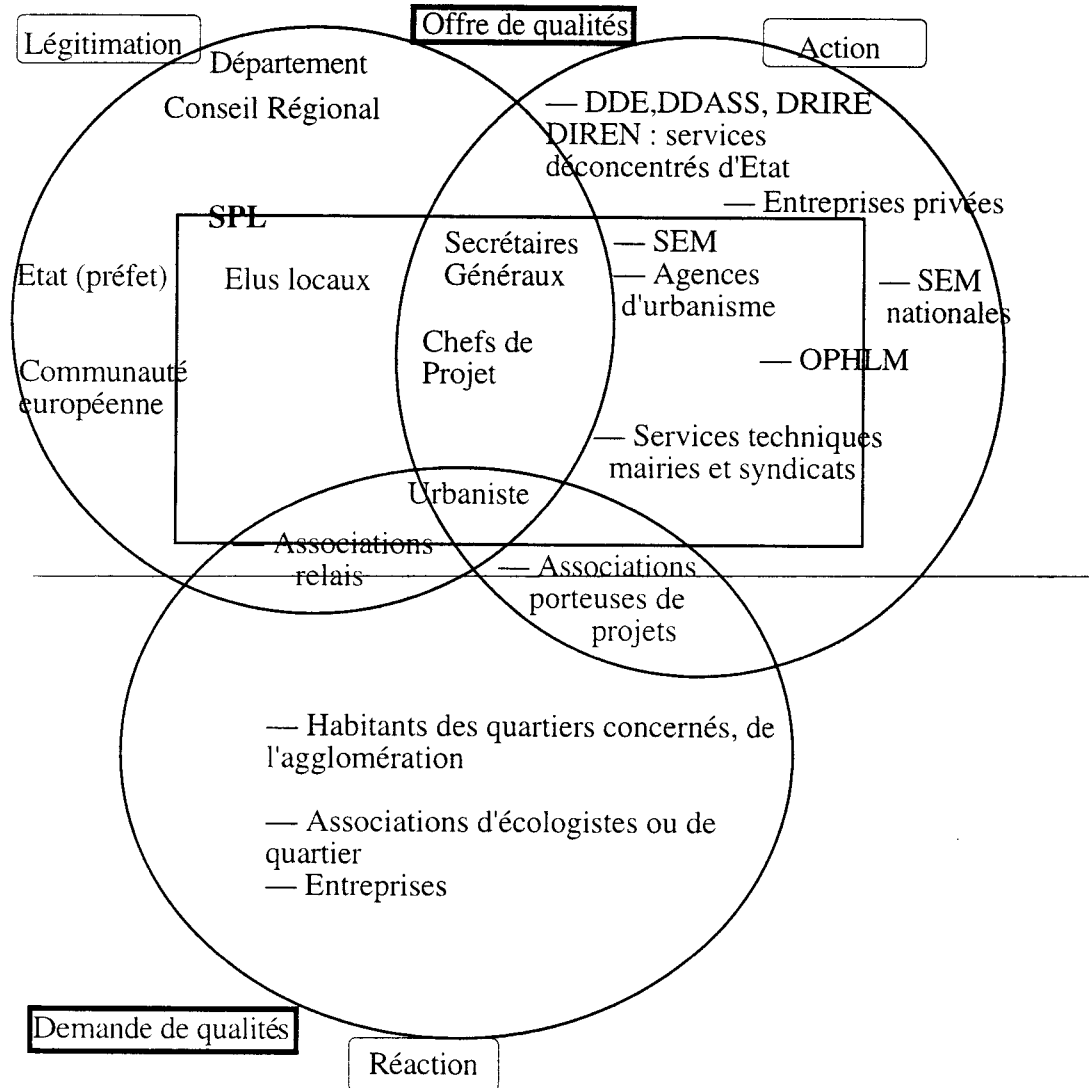 Offre de qualités
Légitimation
Action
Département
Conseil Régional
— DDE,DDASS, DRIRE
DIREN : services
déconcentrés d'Etat
— Entreprises privées
SPL
Etat (préfet)
Elus locaux
Communauté
européenne
Secrétaires
Généraux
Chefs de
Projet
— SEM
— Agences
d'urbanisme
— SEM
nationales
— OPHLM
— Services techniques
mairies et syndicats
Urbaniste
— Associations
relais
— Associations
porteuses de
projets
— Habitants des quartiers concernés, de
l'agglomération
— Associations d'écologistes ou de
quartier
— Entreprises
Demande de qualités
Réaction